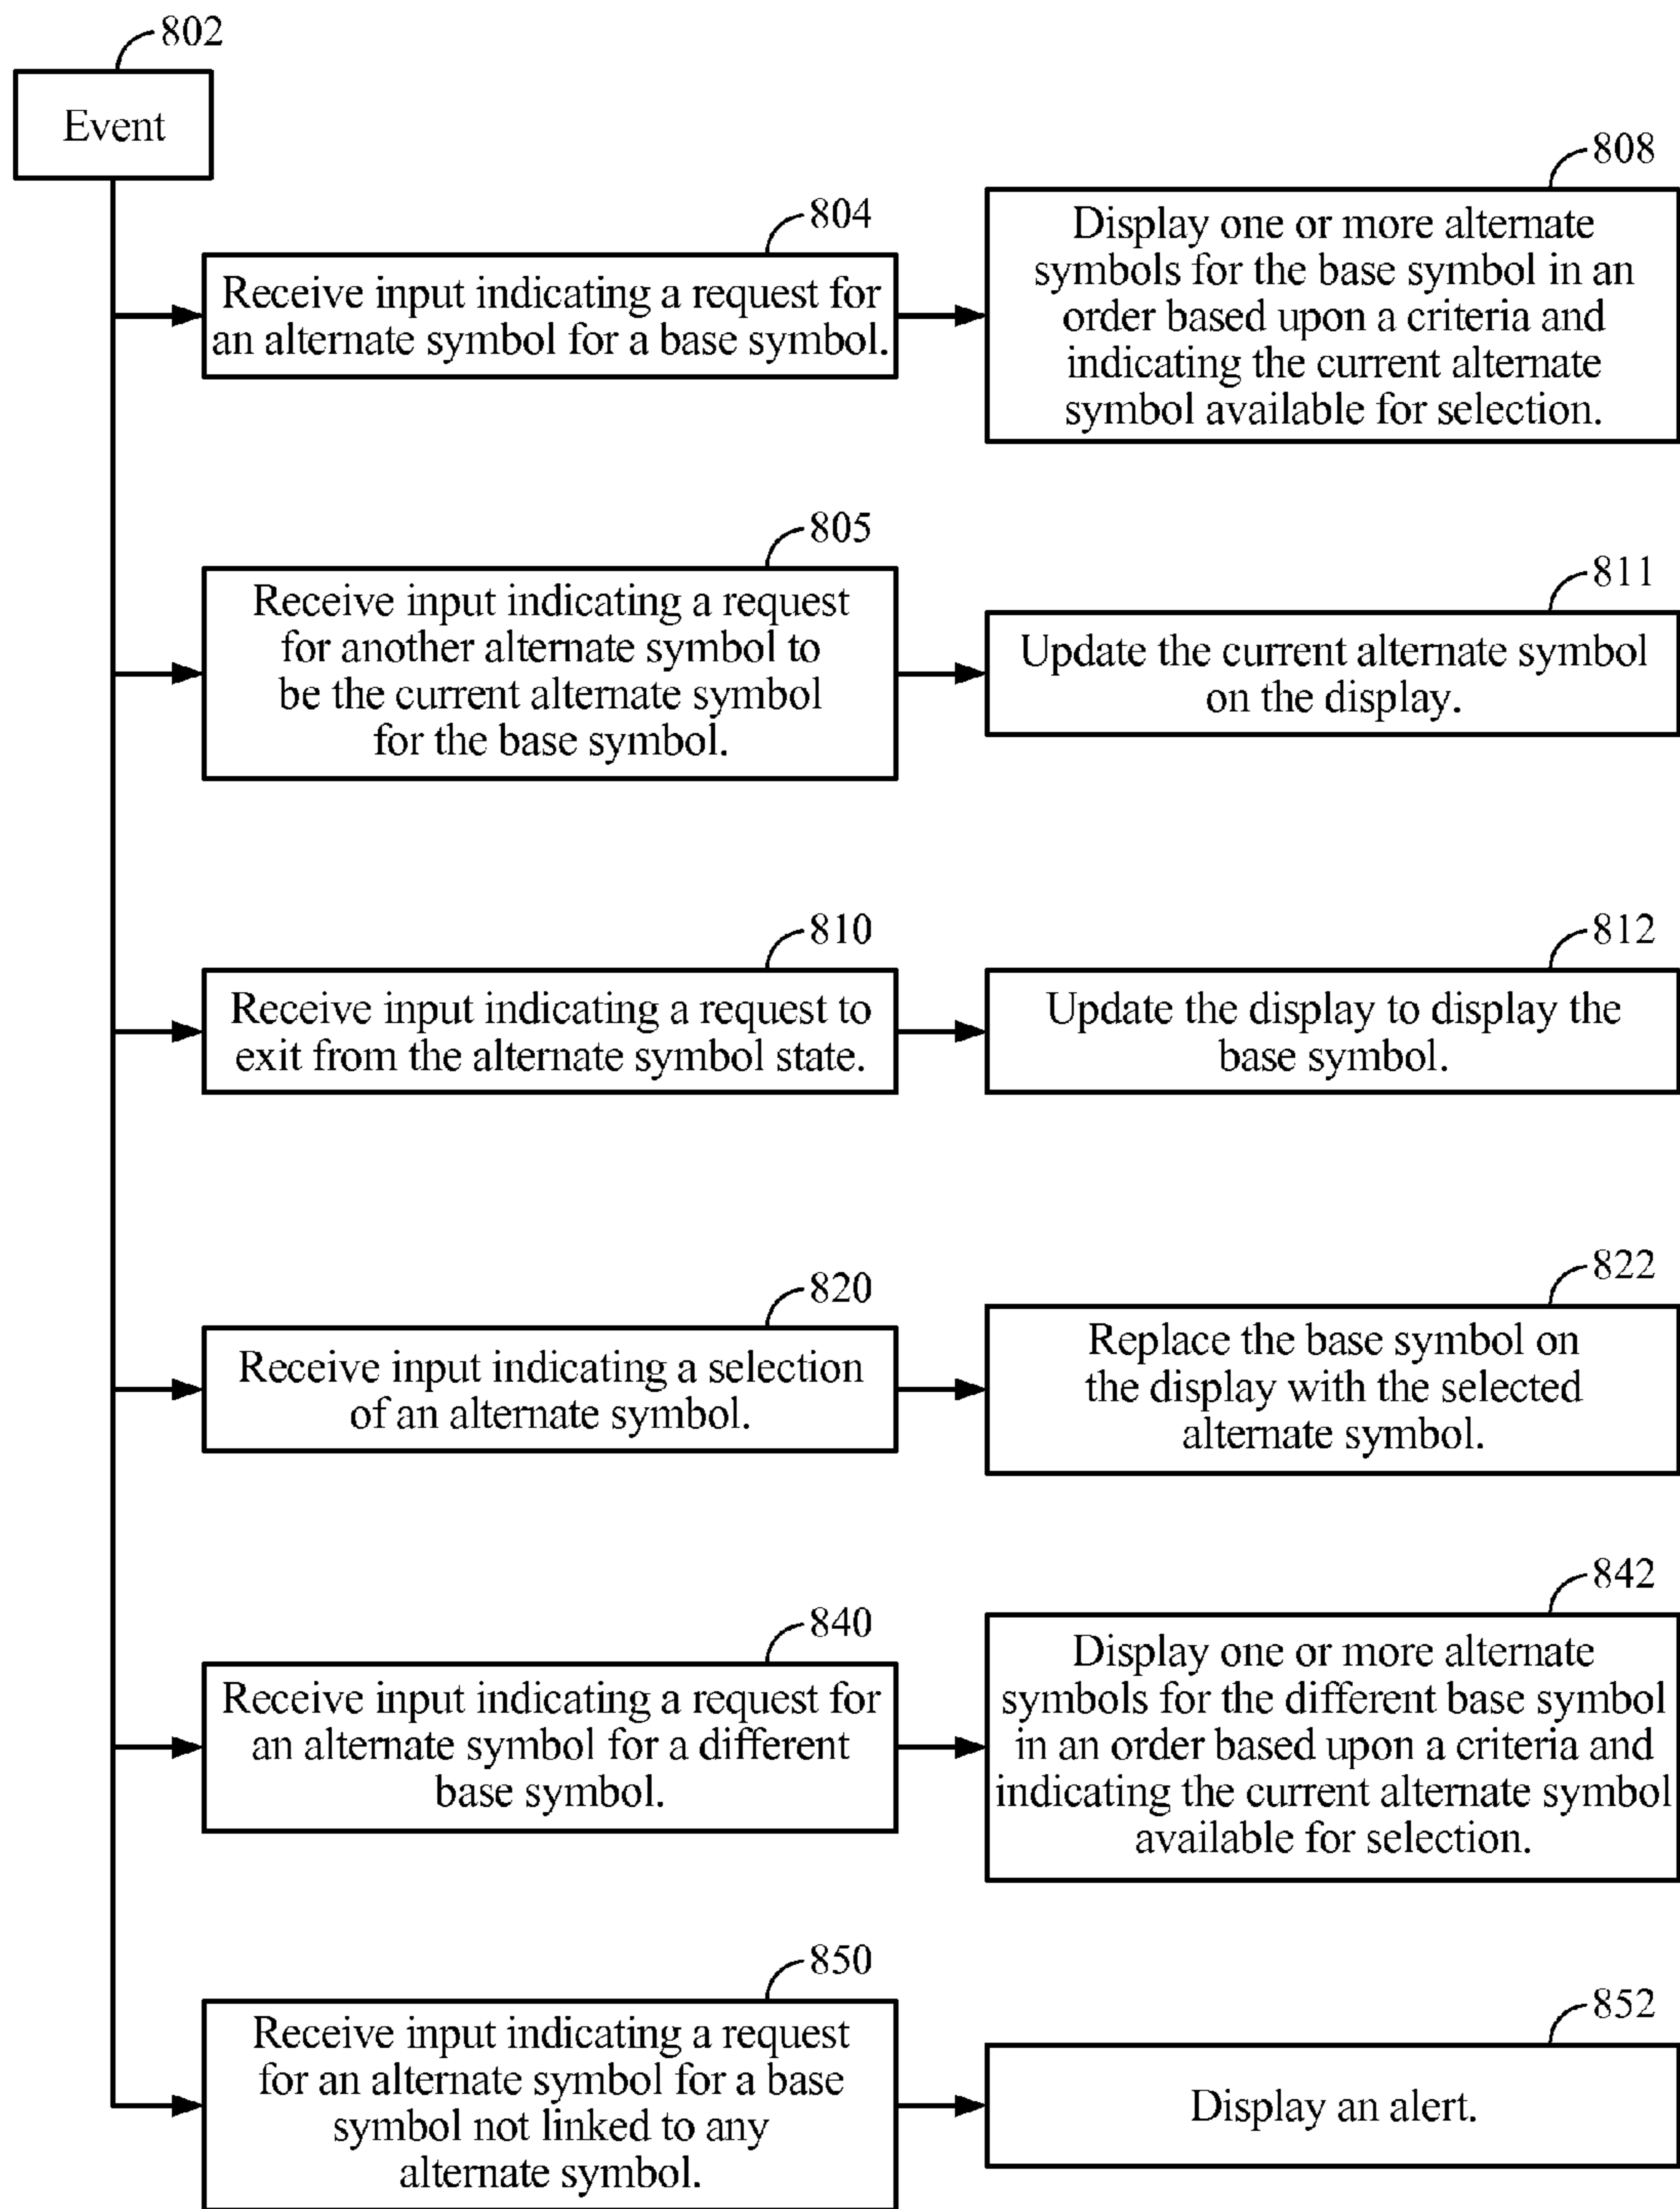 802
Event
804
Receive input indicating a request for
an alternate symbol for a base symbol.
808
Display one or more alternate
symbols for the base symbol in an
order based upon a criteria and
indicating the current alternate
symbol available for selection.
805
Receive input indicating a request
for another alternate symbol to
be the current alternate symbol
for the base symbol.
811
Update the current alternate symbol
on the display.
810
Receive input indicating a request to
exit from the alternate symbol state.
812
Update the display to display the
base symbol.
820
Receive input indicating a selection
of an alternate symbol.
822
Replace the base symbol on
the display with the selected
alternate symbol.
840
Receive input indicating a request for
an alternate symbol for a different
base symbol.
842
Display one or more alternate
symbols for the different base symbol
in an order based upon a criteria and
indicating the current alternate symbol
available for selection.
850
Receive input indicating a request
for an alternate symbol for a base
symbol not linked to any
alternate symbol.
852
Display an alert.